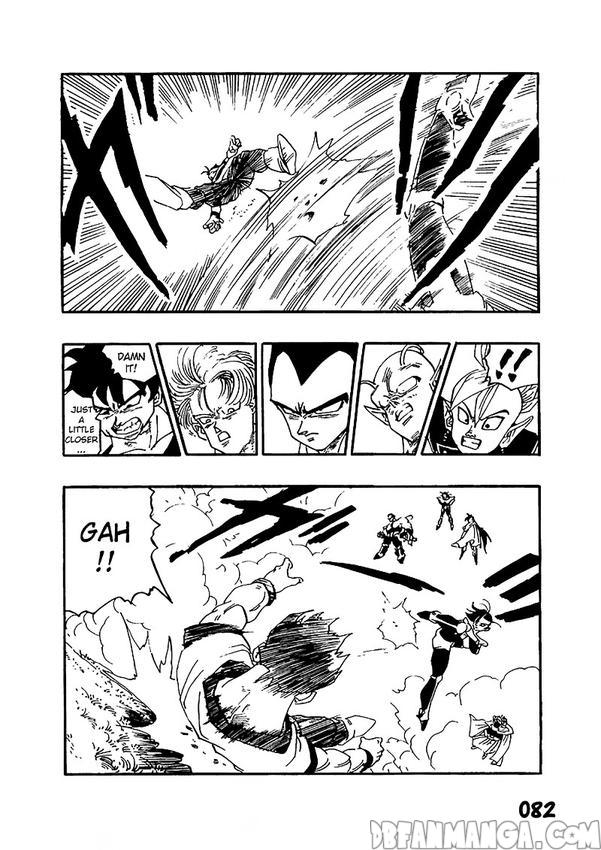 DAMN
IT!
JUST
A
LITTLE
CLOSER
...
!!
GAH
!!
082
DBFANMANGA.COM